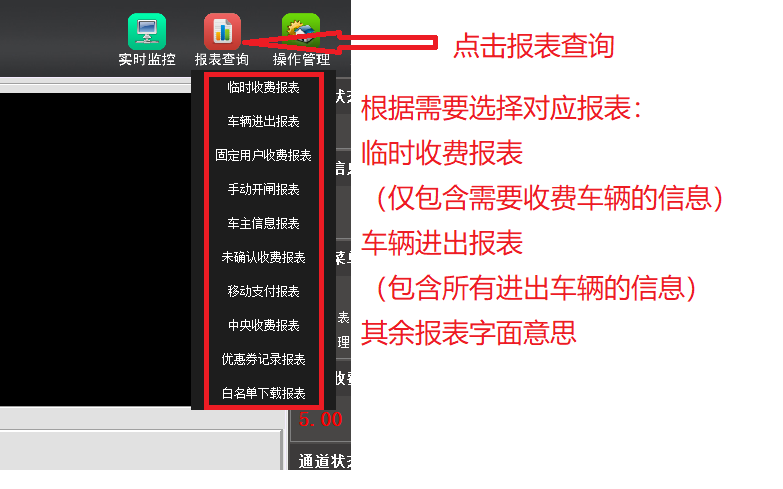 实时监控 报表查询 操作管理
点击报表查询
临时收费报表
车辆进出报表
固定用户收费报表
手动开闸报表
车主信息报表
未确认收费报表
移动支付报表
中央收费报表
优惠券记录报表
白名单下载报表
根据需要选择对应报表：
临时收费报表
（仅包含需要收费车辆的信息）
车辆进出报表
（包含所有进出车辆的信息）
其余报表字面意思
表
理
收费
5.00
通道状态